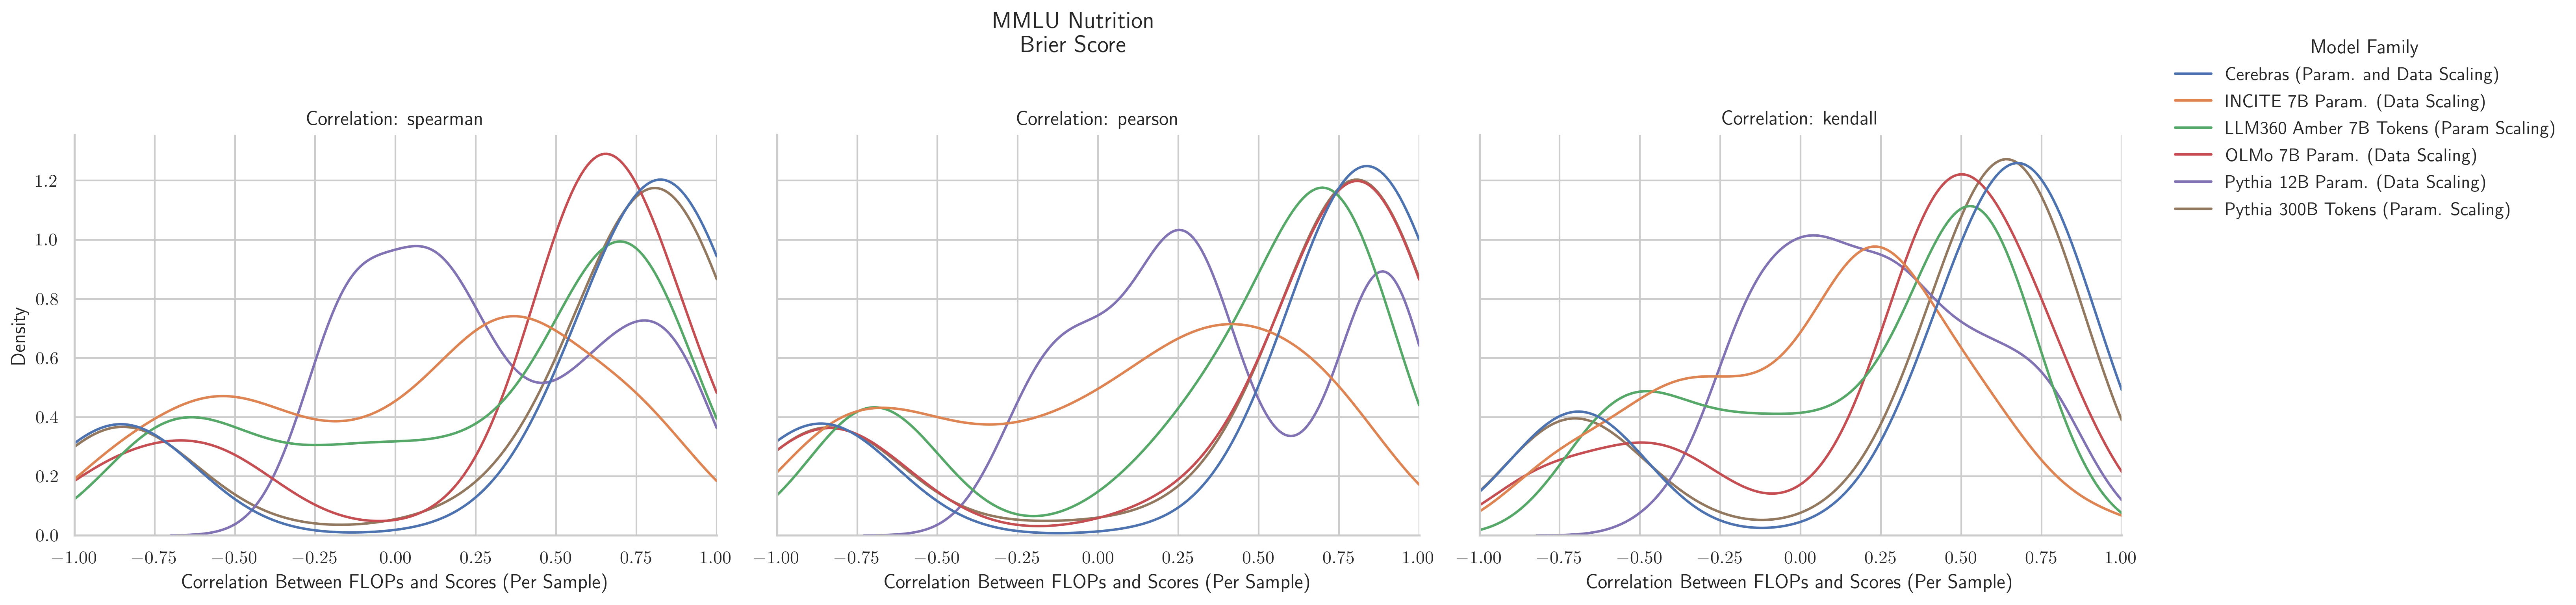 MMLU Nutrition
Brier Score
Correlation: spearman
Correlation: pearson
Correlation: kendall
Model Family
Cerebras (Param. and Data Scaling)
INCITE 7B Param. (Data Scaling)
LLM360 Amber 7B Tokens (Param Scaling)
OLMo 7B Param. (Data Scaling)
Pythia 12B Param. (Data Scaling)
Pythia 300B Tokens (Param. Scaling)
Density
1.2
1.0
0.8
0.6
0.4
0.2
0.0
−1.00 −0.75 −0.50 −0.25 0.00 0.25 0.50 0.75 1.00
−1.00 −0.75 −0.50 −0.25 0.00 0.25 0.50 0.75 1.00
−1.00 −0.75 −0.50 −0.25 0.00 0.25 0.50 0.75 1.00
Correlation Between FLOPs and Scores (Per Sample)
Correlation Between FLOPs and Scores (Per Sample)
Correlation Between FLOPs and Scores (Per Sample)